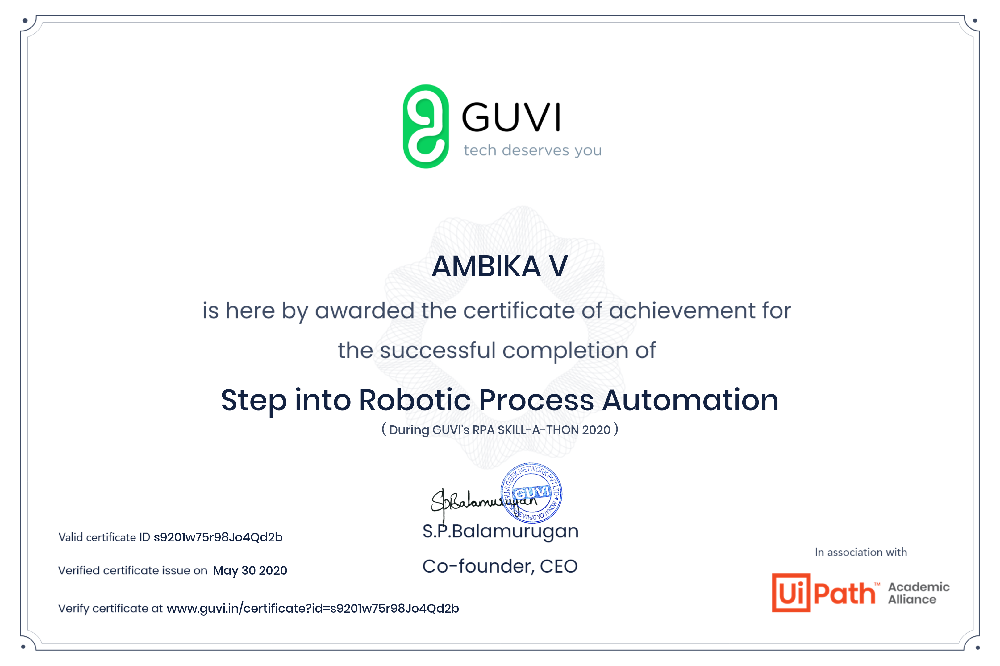 GUVI
tech deserves you
AMBIKA V
is here by awarded the certificate of achievement for
the successful completion of
Step into Robotic Process Automation
( During GUVI's RPA SKILL-A-THON 2020 )
GUVI GEEK NETWORK PVT LTD
GUVI
SHARE WHAT YOU KNOW
SpBalamurugan
S.P.Balamurugan
Co-founder, CEO
Valid certificate ID s9201w75r98Jo4Qd2b
Verified certificate issue on May 30 2020
Verify certificate at www.guvi.in/certificate?id=s9201w75r98Jo4Qd2b
In association with
UiPath™ Academic
Alliance